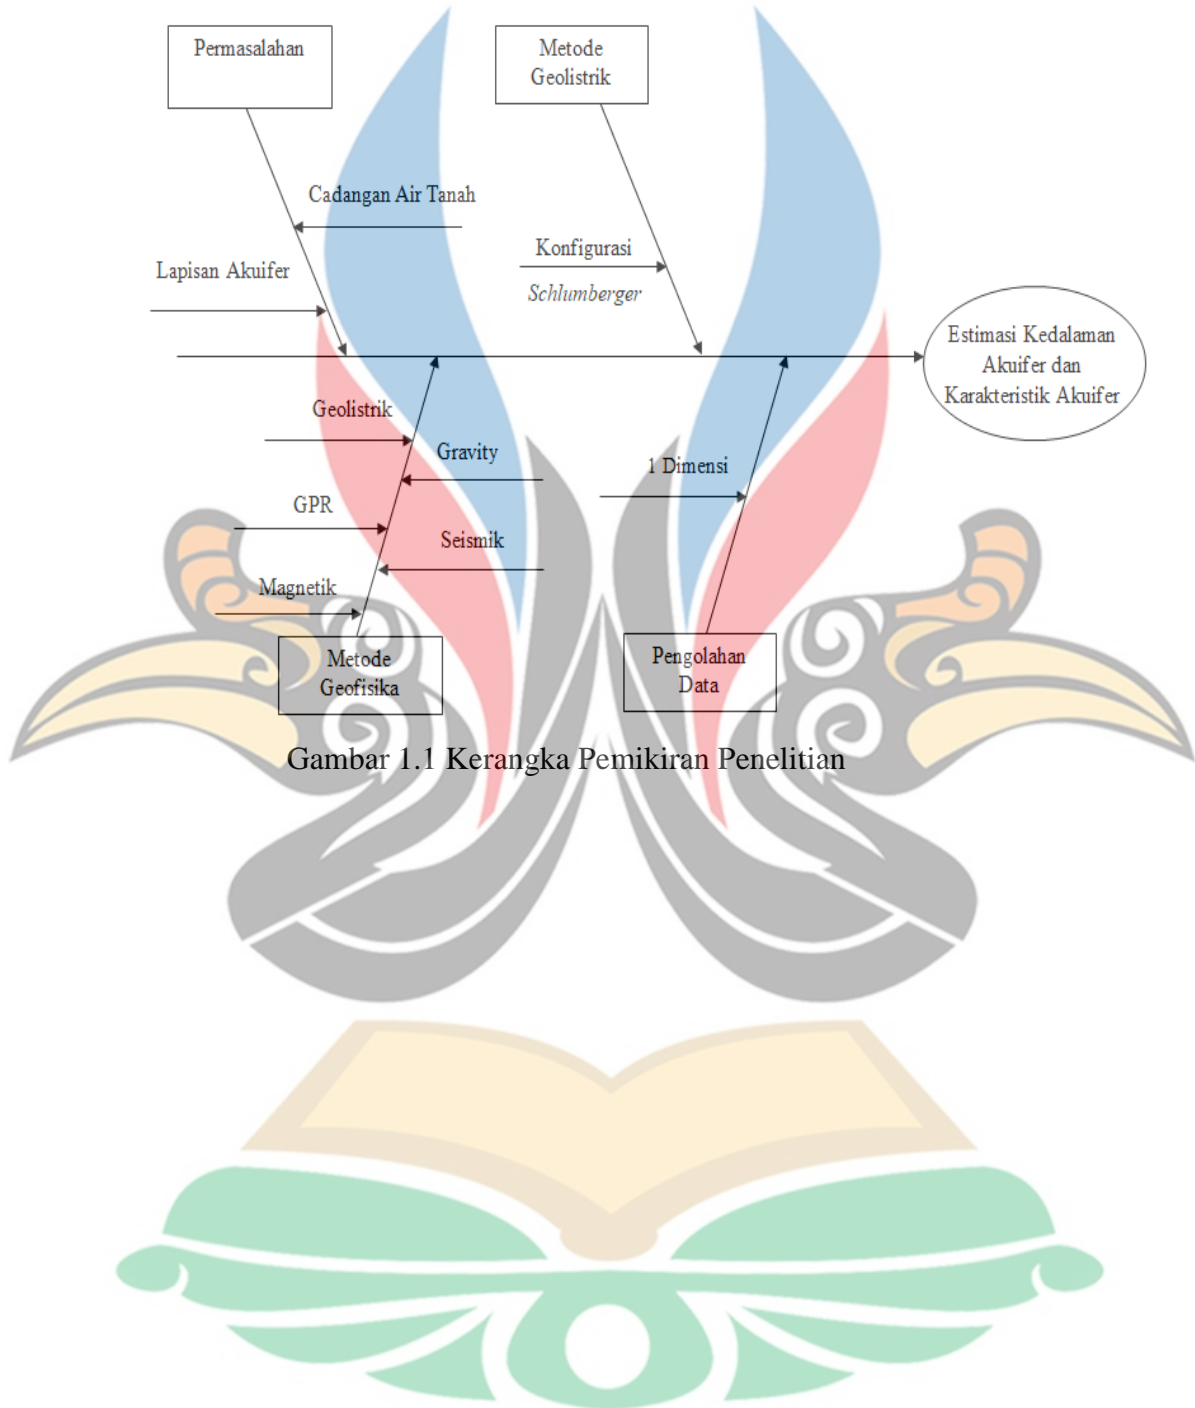 Permasalahan
Metode
Geolistrik
Cadangan Air Tanah
Konfigurasi
Schlumberger
Lapisan Akuifer
Estimasi Kedalaman
Akuifer dan
Karakteristik Akuifer
Geolistrik
Gravity
1 Dimensi
GPR
Seismik
Magnetik
Metode
Geofisika
Pengolahan
Data
Gambar 1.1 Kerangka Pemikiran Penelitian